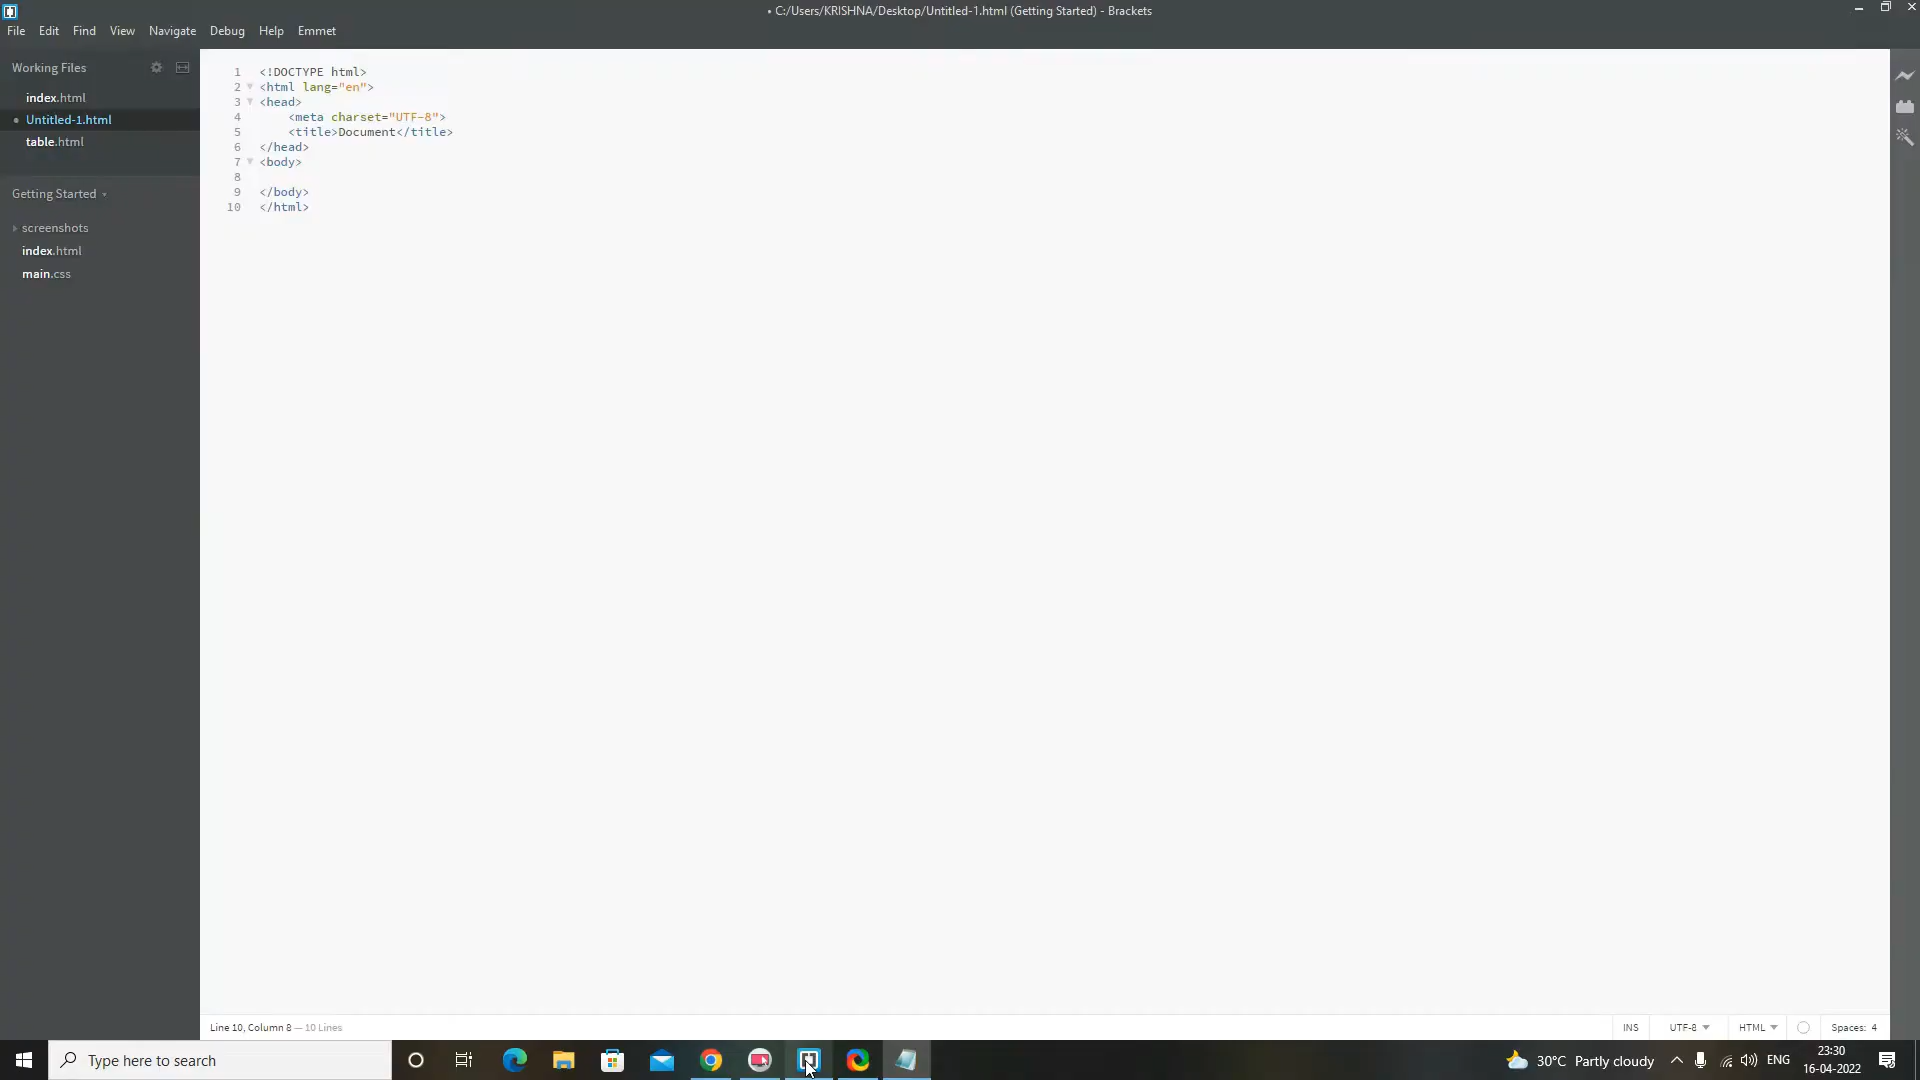 • C:/Users/KRISHNA/Desktop/Untitled-1.html (Getting Started) - Brackets
File Edit Find View Navigate Debug Help Emmet
Working Files
index.html
• Untitled-1.html
table.html
Getting Started
screenshots
index.html
main.css
1 <!DOCTYPE html>
2 <html lang="en">
3 <head>
4 <meta charset="UTF-8">
5 <title>Document</title>
6 </head>
7 <body>
8
9 </body>
10 </html>
Line 10, Column 8 — 10 Lines
INS UTF-8 HTML Spaces: 4
Type here to search
30°C Partly cloudy
ENG
23:30
16-04-2022